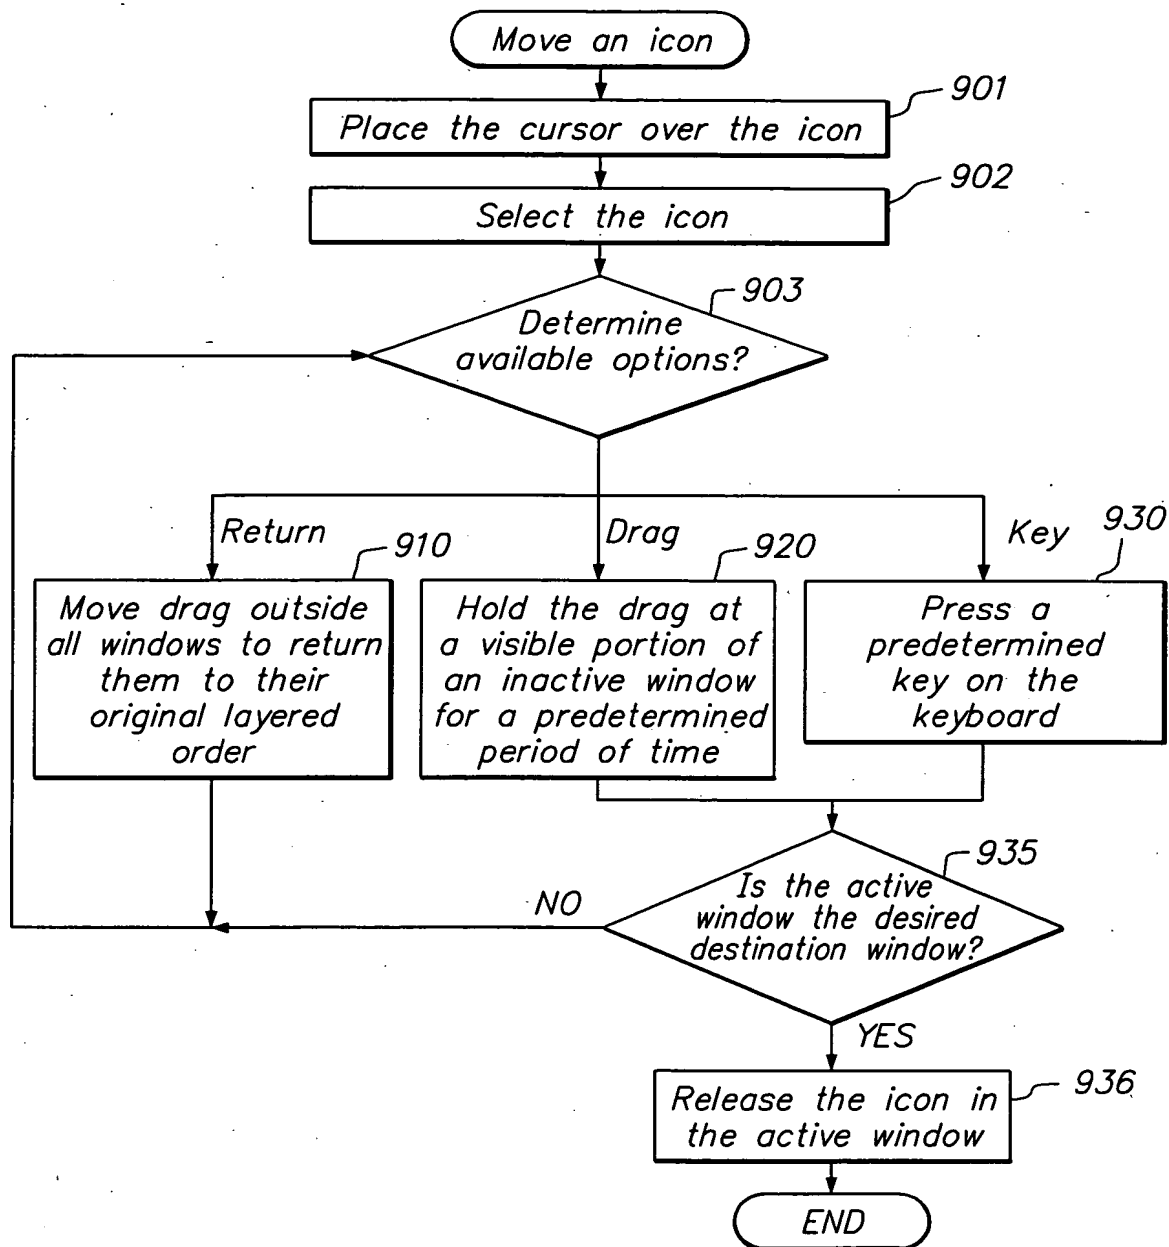 Move an icon
901
Place the cursor over the icon
902
Select the icon
903
Determine
available options?
Return
910
Move drag outside
all windows to return
them to their
original layered
order
Drag
920
Hold the drag at
a visible portion of
an inactive window
for a predetermined
period of time
Key
930
Press a
predetermined
key on the
keyboard
935
Is the active
window the desired
destination window?
NO
YES
936
Release the icon in
the active window
END